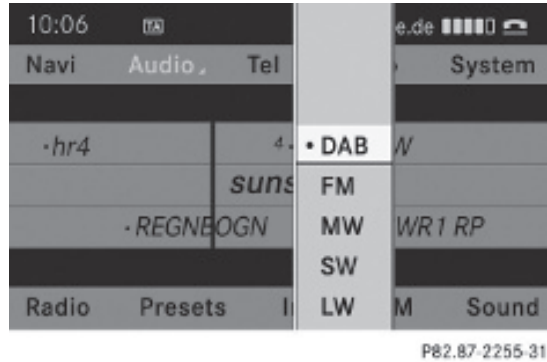 10:06 TA e.de
Navi Audio Tel System
·hr4 4
• DAB
suns FM
·REGNBOGN MW WR1 RP
SW
Radio Presets LW M Sound
P82.87-2255-31